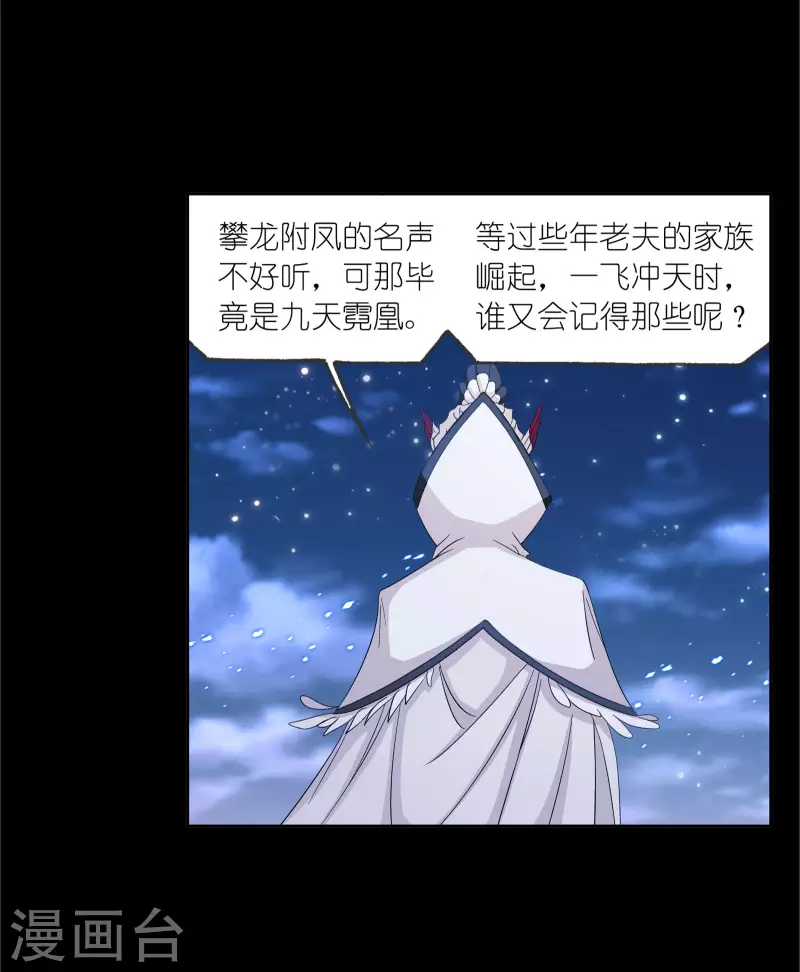 攀龙附凤的名声
不好听，可那毕
竟是九天霓凰。
等过些年老夫的家族
崛起，一飞冲天时，
谁又会记得那些呢？
漫画台